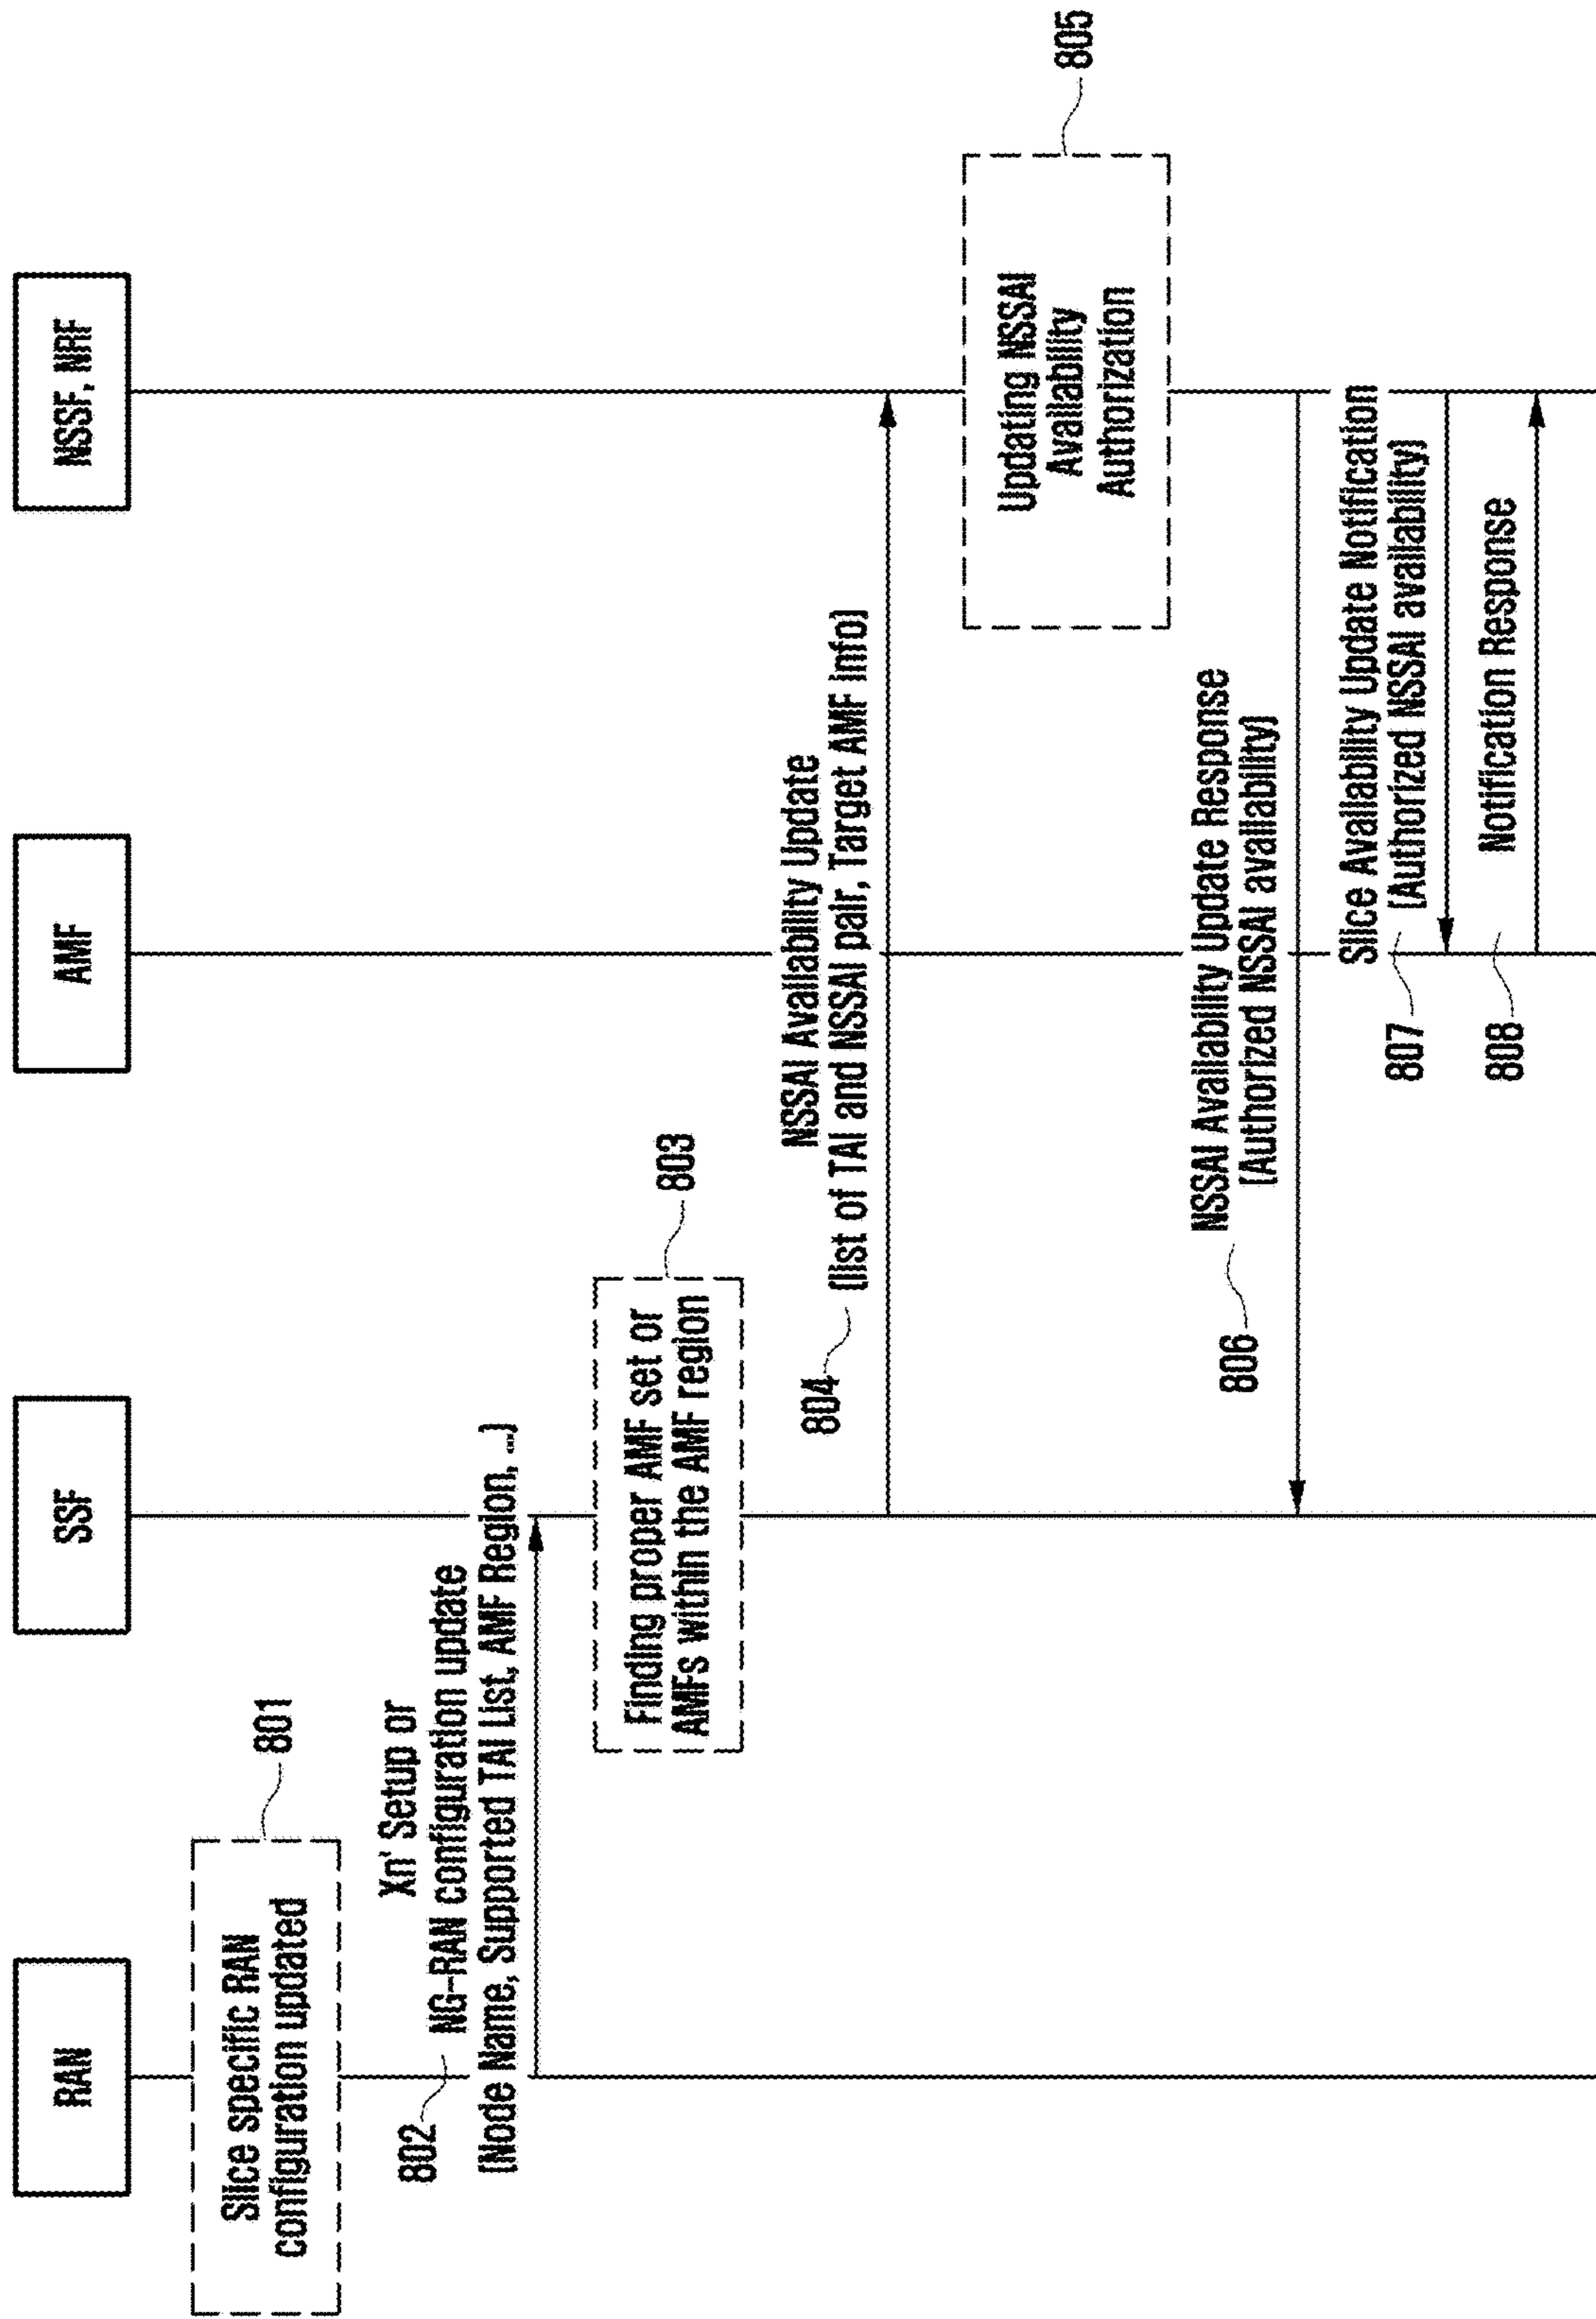 RAN
SSF
AMF
NSSF, NRF
Slice specific RAN
configuration updated
801
Xn' Setup or
NG-RAN configuration update
802
[Node Name, Supported TAI List, AMF Region, ...]
Finding proper AMF set or
AMFs within the AMF region
803
NSSAI Availability Update
804
[list of TAI and NSSAI pair, Target AMF info]
Updating NSSAI
Availability
Authorization
805
NSSAI Availability Update Response
806
[Authorized NSSAI availability]
Slice Availability Update Notification
807
[Authorized NSSAI availability]
808
Notification Response